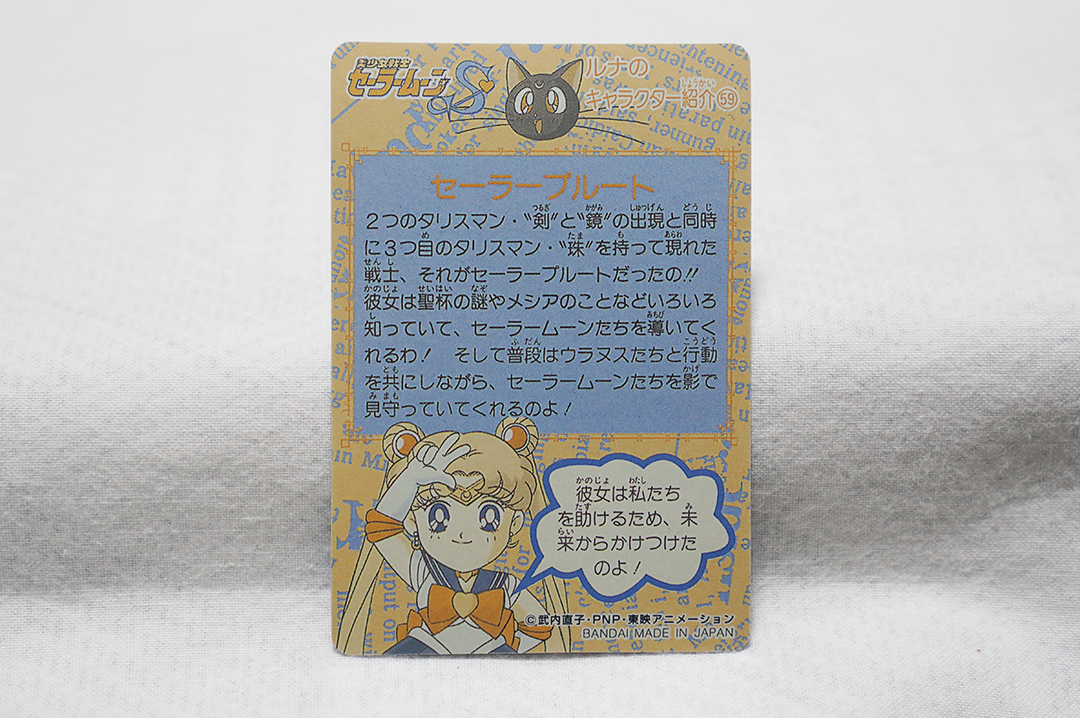 美少女戦士
セーラームーン S
ルナの
キャラクター紹介59
しょうかい
セーラープルート
2つのタリスマン・〝剣〟と〝鏡〟の出現と同時
に3つ目のタリスマン・〝珠〟を持って現れた
戦士、それがセーラープルートだったの!!
彼女は聖杯の謎やメシアのことなどいろいろ
知っていて、セーラームーンたちを導いてく
れるわ! そして普段はウラヌスたちと行動
を共にしながら、セーラームーンたちを影で
見守っていてくれるのよ!
彼女は私たち
を助けるため、未
来からかけつけた
のよ!
©武内直子・PNP・東映アニメーション
BANDAI MADE IN JAPAN